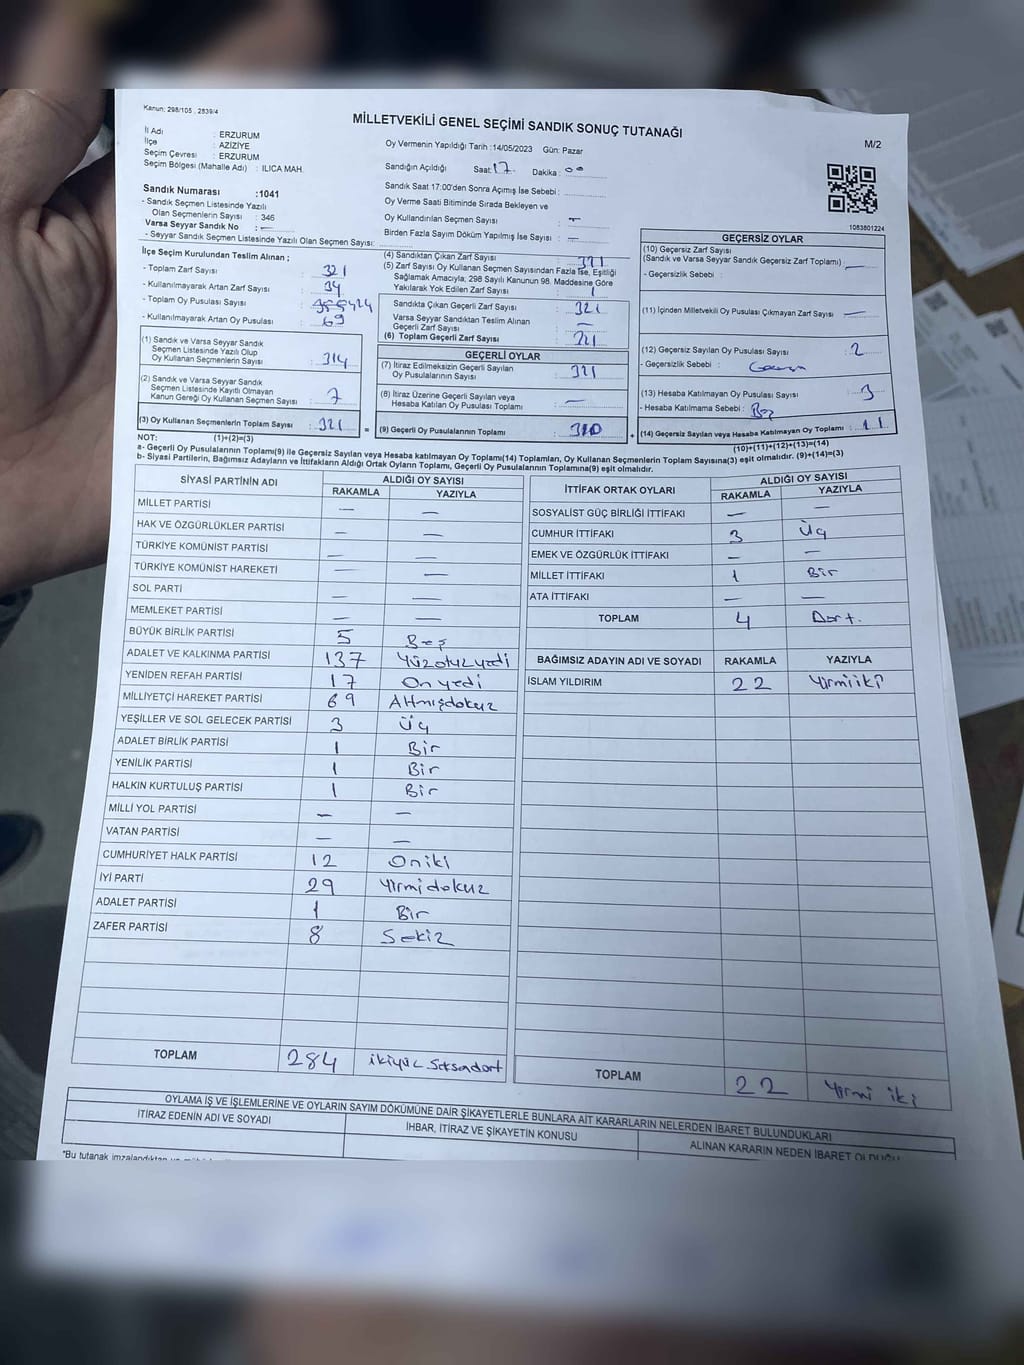 Kanun: 298/105, 2839/4
MİLLETVEKİLİ GENEL SEÇİMİ SANDIK SONUÇ TUTANAĞI
M/2
İl Adı : ERZURUM
İlçe : AZİZİYE
Seçim Çevresi : ERZURUM
Seçim Bölgesi (Mahalle Adı) : ILICA MAH.
Oy Vermenin Yapıldığı Tarih :14/05/2023 Gün: Pazar
Sandığın Açıldığı Saat: 17 Dakika : 00
Sandık Saat 17:00'den Sonra Açımış İse Sebebi :
Oy Verme Saati Bitiminde Sırada Bekleyen ve
Oy Kullandırılan Seçmen Sayısı : —
Birden Fazla Sayım Döküm Yapılmış İse Sayısı : —
Sandık Numarası :1041
- Sandık Seçmen Listesinde Yazılı
Olan Seçmenlerin Sayısı : 346
Varsa Seyyar Sandık No : —
- Seyyar Sandık Seçmen Listesinde Yazılı Olan Seçmen Sayısı:
1083801224
İlçe Seçim Kurulundan Teslim Alınan ;
- Toplam Zarf Sayısı : 321
- Kullanılmayarak Artan Zarf Sayısı : 34
- Toplam Oy Pusulası Sayısı :
- Kullanılmayarak Artan Oy Pusulası : 69
(1) Sandık ve Varsa Seyyar Sandık
Seçmen Listesinde Yazılı Olup
Oy Kullanan Seçmenlerin Sayısı : 314
(2) Sandık ve Varsa Seyyar Sandık
Seçmen Listesinde Kayıtlı Olmayan
Kanun Gereği Oy Kullanan Seçmen Sayısı : 7
(3) Oy Kullanan Seçmenlerin Toplam Sayısı : 321 =
(1)+(2)=(3)
(4) Sandıktan Çıkan Zarf Sayısı : 321
(5) Zarf Sayısı Oy Kullanan Seçmen Sayısından Fazla İse, Eşitliği
Sağlamak Amacıyla; 298 Sayılı Kanunun 98. Maddesine Göre
Yakılarak Yok Edilen Zarf Sayısı :
Sandıkta Çıkan Geçerli Zarf Sayısı : 321
Varsa Seyyar Sandıktan Teslim Alınan
Geçerli Zarf Sayısı : —
(6) Toplam Geçerli Zarf Sayısı : 321
GEÇERLİ OYLAR
(7) İtiraz Edilmeksizin Geçerli Sayılan
Oy Pusulalarının Sayısı : 321
(8) İtiraz Üzerine Geçerli Sayılan veya
Hesaba Katılan Oy Pusulası Toplamı : —
(9) Geçerli Oy Pusulalarının Toplamı : 310 +
GEÇERSİZ OYLAR
(10) Geçersiz Zarf Sayısı
(Sandık ve Varsa Seyyar Sandık Geçersiz Zarf Toplamı) : —
- Geçersizlik Sebebi :
(11) İçinden Milletvekili Oy Pusulası Çıkmayan Zarf Sayısı : —
(12) Geçersiz Sayılan Oy Pusulası Sayısı : 2
- Geçersizlik Sebebi :
(13) Hesaba Katılmayan Oy Pusulası Sayısı : 3
- Hesaba Katılmama Sebebi :
(14) Geçersiz Sayılan veya Hesaba Katılmayan Oy Toplamı : 11
(10)+(11)+(12)+(13)=(14)
NOT:
a- Geçerli Oy Pusulalarının Toplamı(9) ile Geçersiz Sayılan veya Hesaba katılmayan Oy Toplamı(14) Toplamları, Oy Kullanan Seçmenlerin Toplam Sayısına(3) eşit olmalıdır. (9)+(14)=(3)
b- Siyasi Partilerin, Bağımsız Adayların ve İttifakların Aldığı Ortak Oyların Toplamı, Geçerli Oy Pusulalarının Toplamına(9) eşit olmalıdır.
SİYASİ PARTİNİN ADI ALDIĞI OY SAYISI
RAKAMLA YAZIYLA
MİLLET PARTİSİ — —
HAK VE ÖZGÜRLÜKLER PARTİSİ — —
TÜRKİYE KOMÜNİST PARTİSİ — —
TÜRKİYE KOMÜNİST HAREKETİ — —
SOL PARTİ — —
MEMLEKET PARTİSİ — —
BÜYÜK BİRLİK PARTİSİ 5 Beş
ADALET VE KALKINMA PARTİSİ 137 Yüzotuzyedi
YENİDEN REFAH PARTİSİ 17 Onyedi
MİLLİYETÇİ HAREKET PARTİSİ 69 Altmışdokuz
YEŞİLLER VE SOL GELECEK PARTİSİ 3 Üç
ADALET BİRLİK PARTİSİ 1 Bir
YENİLİK PARTİSİ 1 Bir
HALKIN KURTULUŞ PARTİSİ 1 Bir
MİLLİ YOL PARTİSİ — —
VATAN PARTİSİ — —
CUMHURİYET HALK PARTİSİ 12 Oniki
İYİ PARTİ 29 Yirmidokuz
ADALET PARTİSİ 1 Bir
ZAFER PARTİSİ 8 Sekiz
TOPLAM 284 ikiyüz Seksendört
İTTİFAK ORTAK OYLARI ALDIĞI OY SAYISI
RAKAMLA YAZIYLA
SOSYALİST GÜÇ BİRLİĞİ İTTİFAKI — —
CUMHUR İTTİFAKI 3 Üç
EMEK VE ÖZGÜRLÜK İTTİFAKI — —
MİLLET İTTİFAKI 1 Bir
ATA İTTİFAKI — —
TOPLAM 4 Dört.
BAĞIMSIZ ADAYIN ADI VE SOYADI RAKAMLA YAZIYLA
İSLAM YILDIRIM 22 Yirmiiki
TOPLAM 22 Yirmi iki
OYLAMA İŞ VE İŞLEMLERİNE VE OYLARIN SAYIM DÖKÜMÜNE DAİR ŞİKAYETLERLE BUNLARA AİT KARARLARIN NELERDEN İBARET BULUNDUKLARI
İTİRAZ EDENİN ADI VE SOYADI İHBAR, İTİRAZ VE ŞİKAYETİN KONUSU ALINAN KARARIN NEDEN İBARET OLDUĞU
"Bu tutanak imzalandıktan